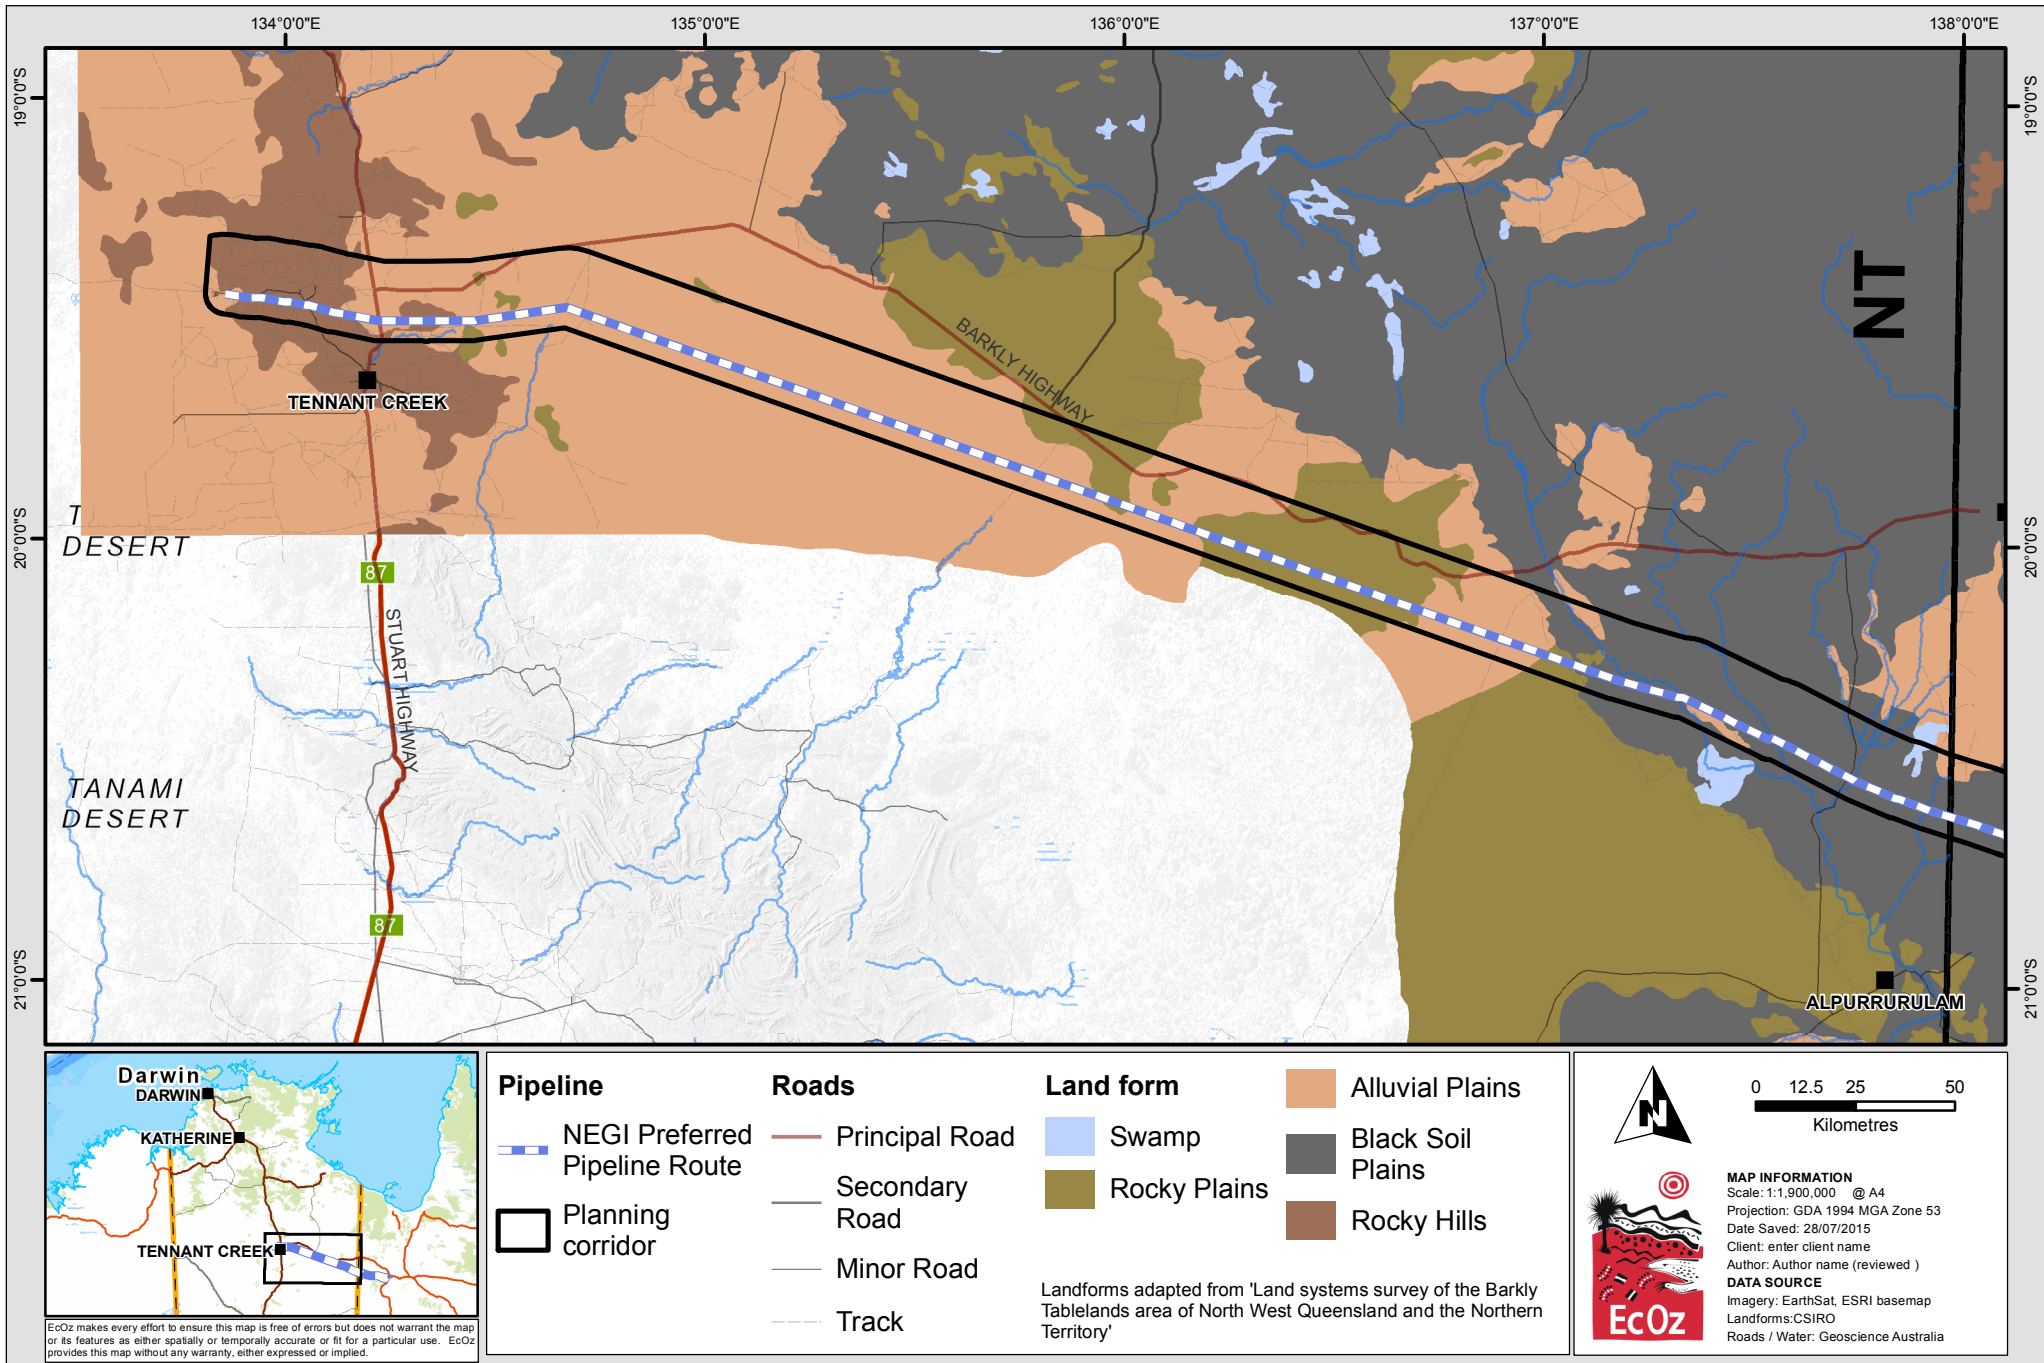 134°0'0"E
135°0'0"E
136°0'0"E
137°0'0"E
138°0'0"E
19°0'0"S
19°0'0"S
20°0'0"S
20°0'0"S
21°0'0"S
21°0'0"S
NT
BARKLY HIGHWAY
TENNANT CREEK
T
DESERT
87
STUART HIGHWAY
TANAMI
DESERT
87
ALPURRURULAM
Darwin
DARWIN
KATHERINE
TENNANT CREEK
EcOz makes every effort to ensure this map is free of errors but does not warrant the map
or its features as either spatially or temporally accurate or fit for a particular use. EcOz
provides this map without any warranty, either expressed or implied.
Pipeline
NEGI Preferred
Pipeline Route
Planning
corridor
Roads
Principal Road
Secondary
Road
Minor Road
Track
Land form
Swamp
Rocky Plains
Alluvial Plains
Black Soil
Plains
Rocky Hills
Landforms adapted from 'Land systems survey of the Barkly
Tablelands area of North West Queensland and the Northern
Territory'
N
0 12.5 25 50
Kilometres
EcOz
MAP INFORMATION
Scale: 1:1,900,000 @ A4
Projection: GDA 1994 MGA Zone 53
Date Saved: 28/07/2015
Client: enter client name
Author: Author name (reviewed )
DATA SOURCE
Imagery: EarthSat, ESRI basemap
Landforms:CSIRO
Roads / Water: Geoscience Australia